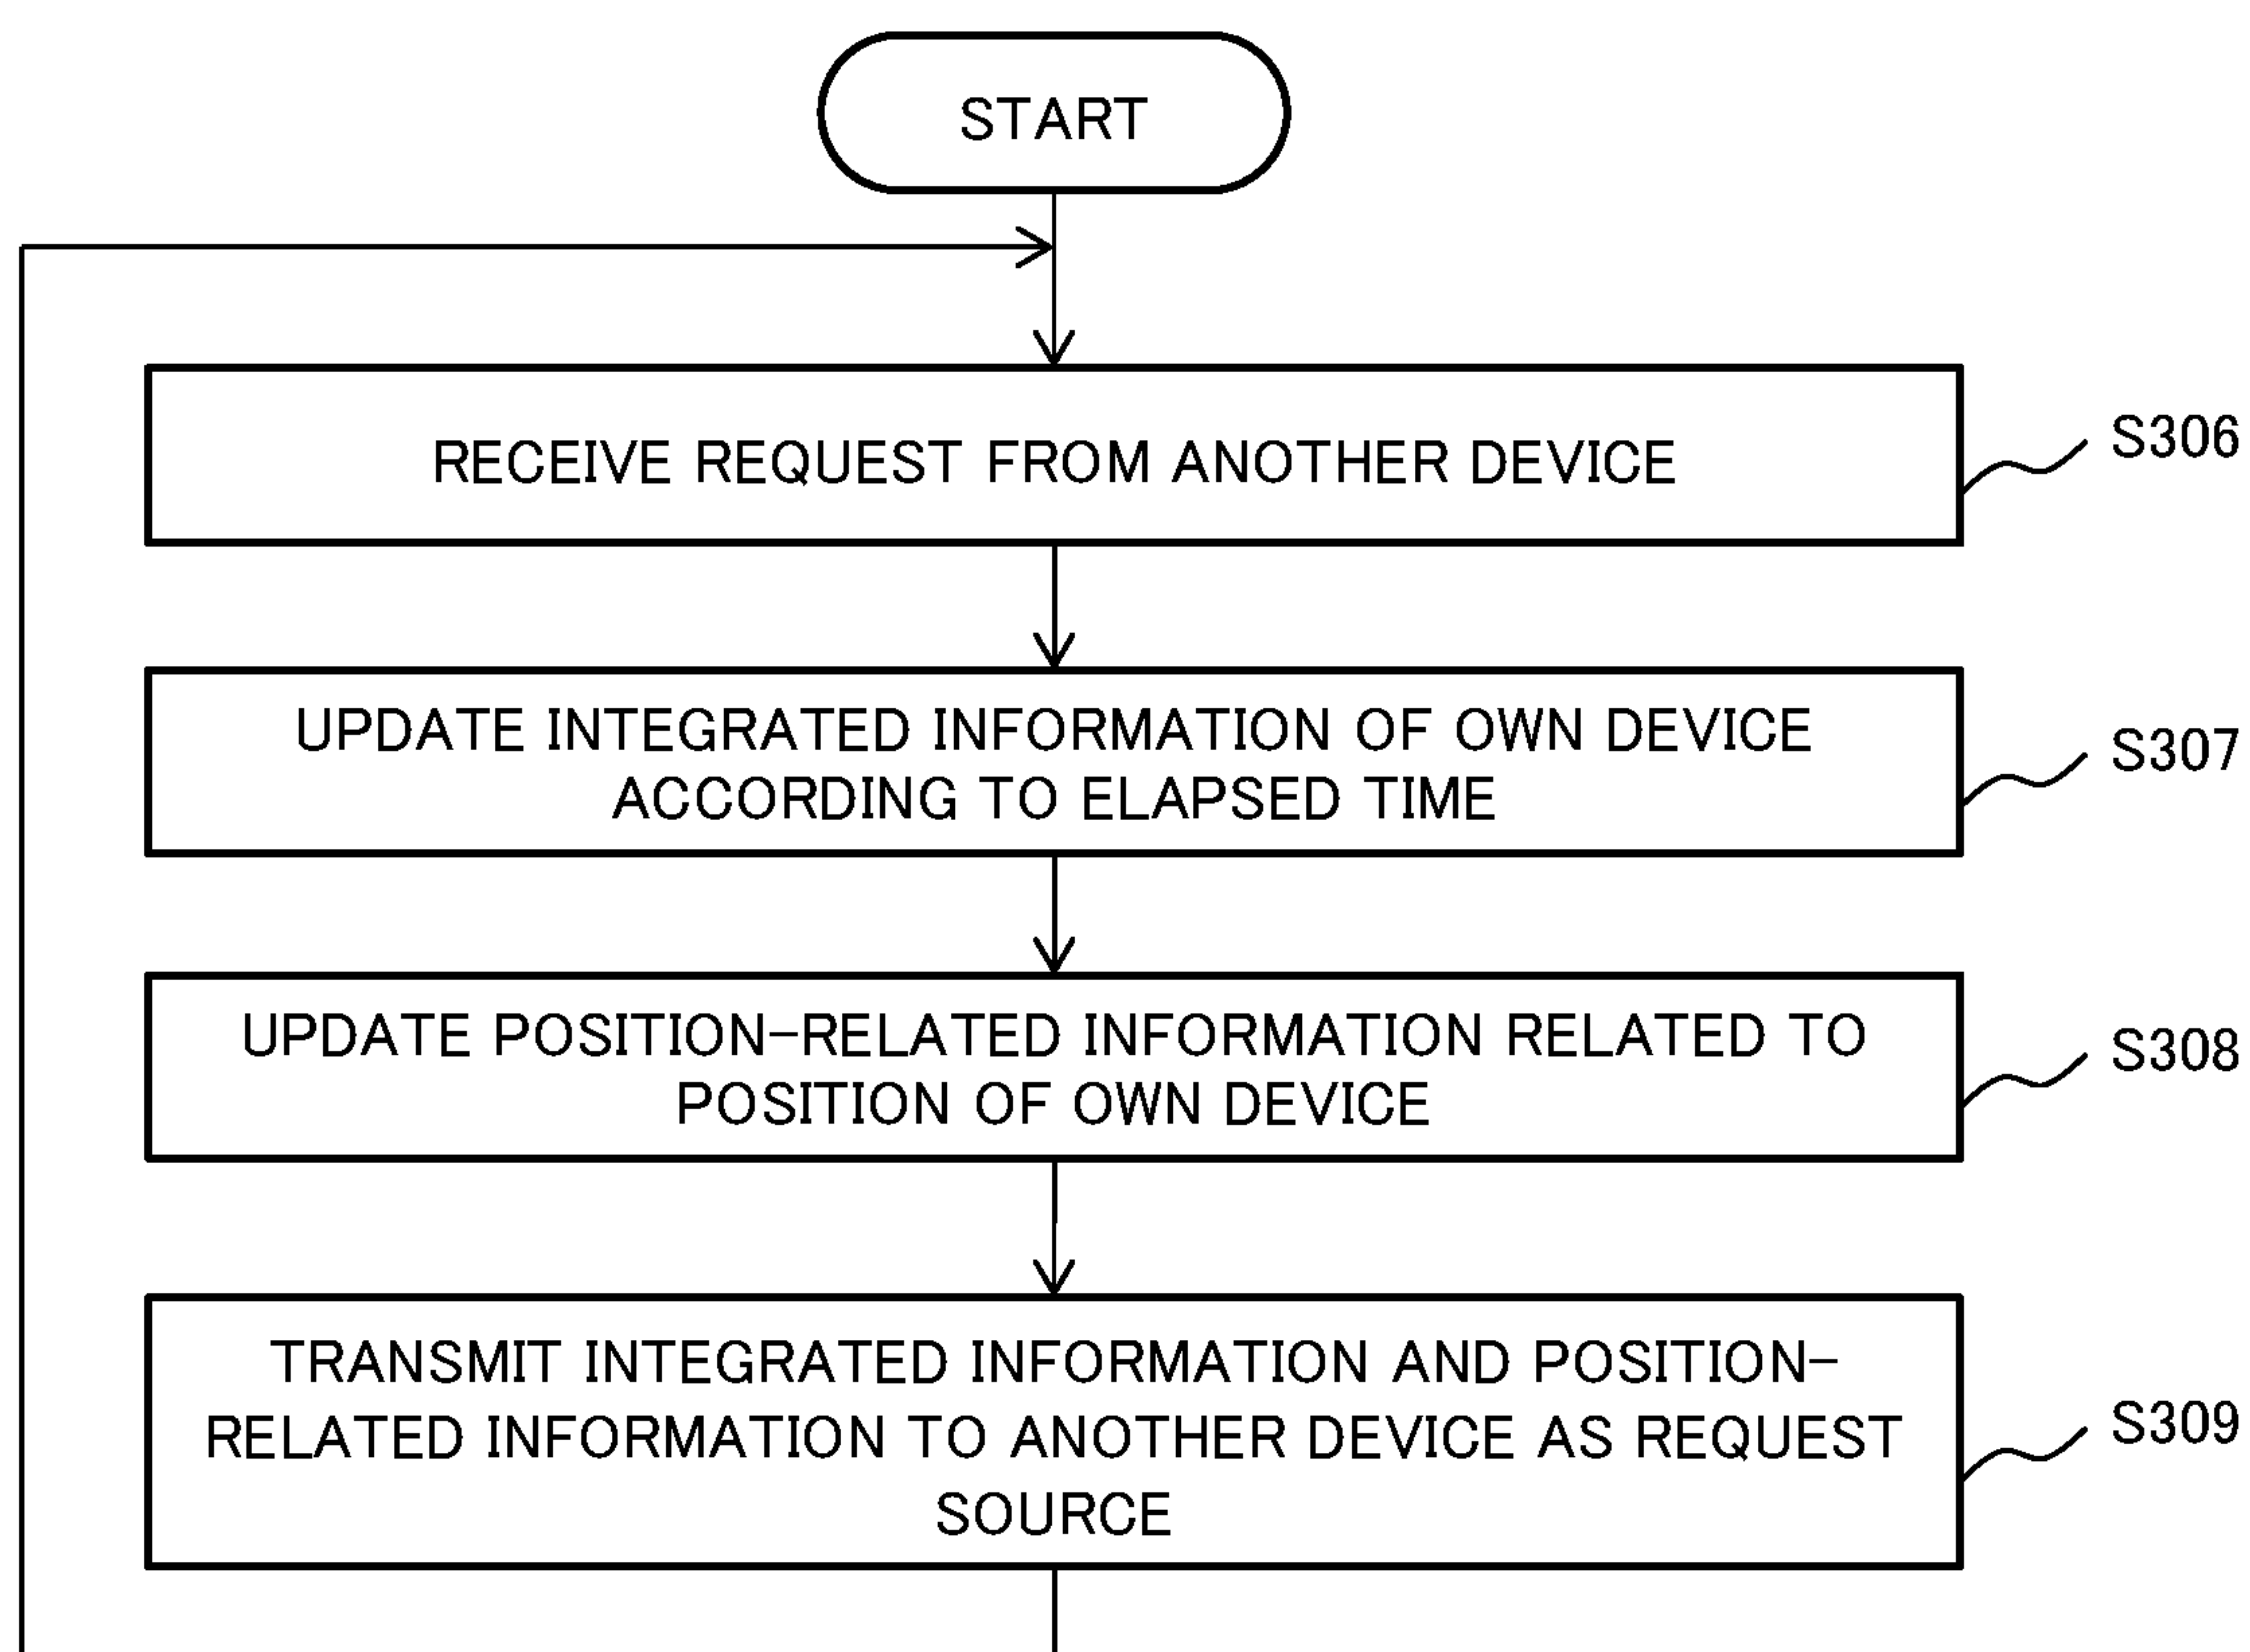 START
RECEIVE REQUEST FROM ANOTHER DEVICE
S306
UPDATE INTEGRATED INFORMATION OF OWN DEVICE
ACCORDING TO ELAPSED TIME
S307
UPDATE POSITION-RELATED INFORMATION RELATED TO
POSITION OF OWN DEVICE
S308
TRANSMIT INTEGRATED INFORMATION AND POSITION-
RELATED INFORMATION TO ANOTHER DEVICE AS REQUEST
SOURCE
S309